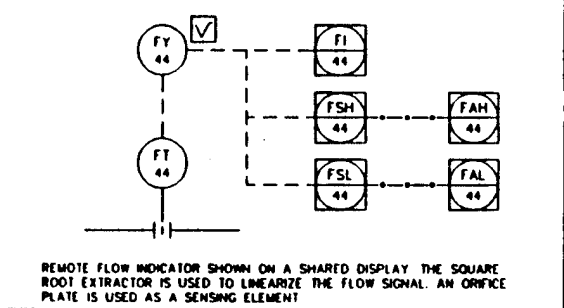 FY
44
√
FI
44
FSH
44
FAH
44
FT
44
FSL
44
FAL
44
REMOTE FLOW INDICATOR SHOWN ON A SHARED DISPLAY THE SQUARE
ROOT EXTRACTOR IS USED TO LINEARIZE THE FLOW SIGNAL. AN ORIFICE
PLATE IS USED AS A SENSING ELEMENT